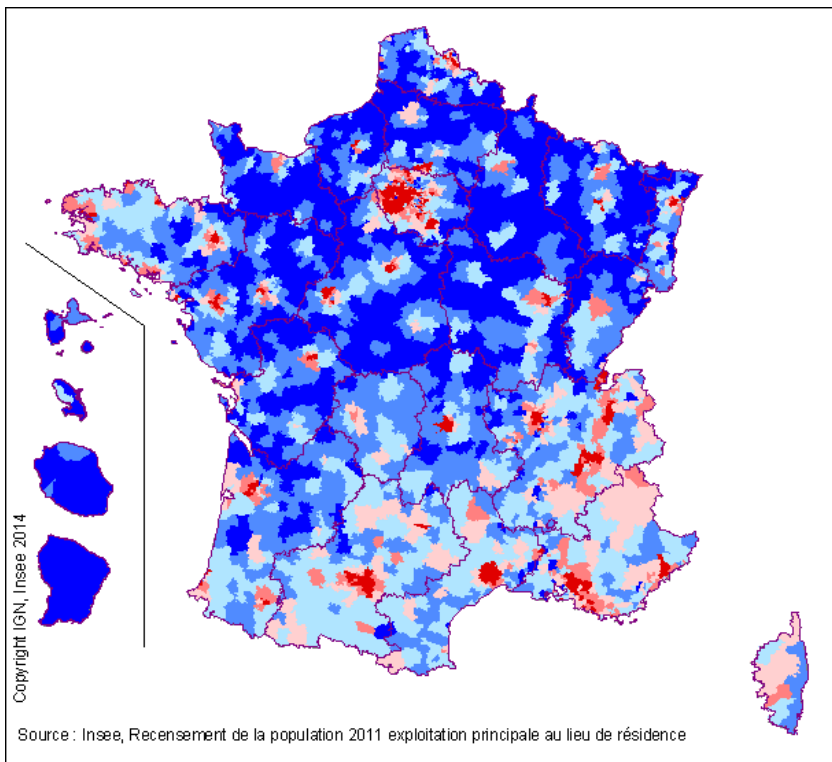 Copyright IGN, Insee 2014
Source : Insee, Recensement de la population 2011 exploitation principale au lieu de résidence